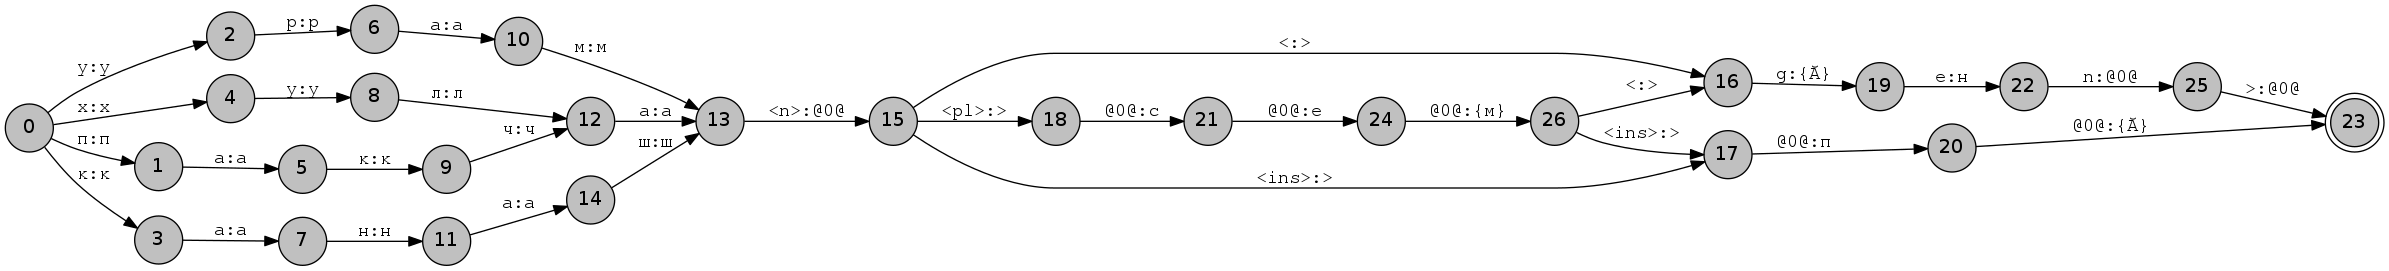 0
у:у
2
р:р
6
а:а
10
м:м
х:х
4
у:у
8
л:л
12
а:а
13
п:п
1
а:а
5
к:к
9
ч:ч
к:к
3
а:а
7
н:н
11
а:а
14
ш:ш
<n>:@0@
15
<:>
<pl>:>
18
@0@:с
21
@0@:е
24
@0@:{м}
26
<ins>:>
<:>
<ins>:>
16
g:{Ă}
19
e:н
22
n:@0@
25
>:@0@
17
@0@:п
20
@0@:{Ă}
23